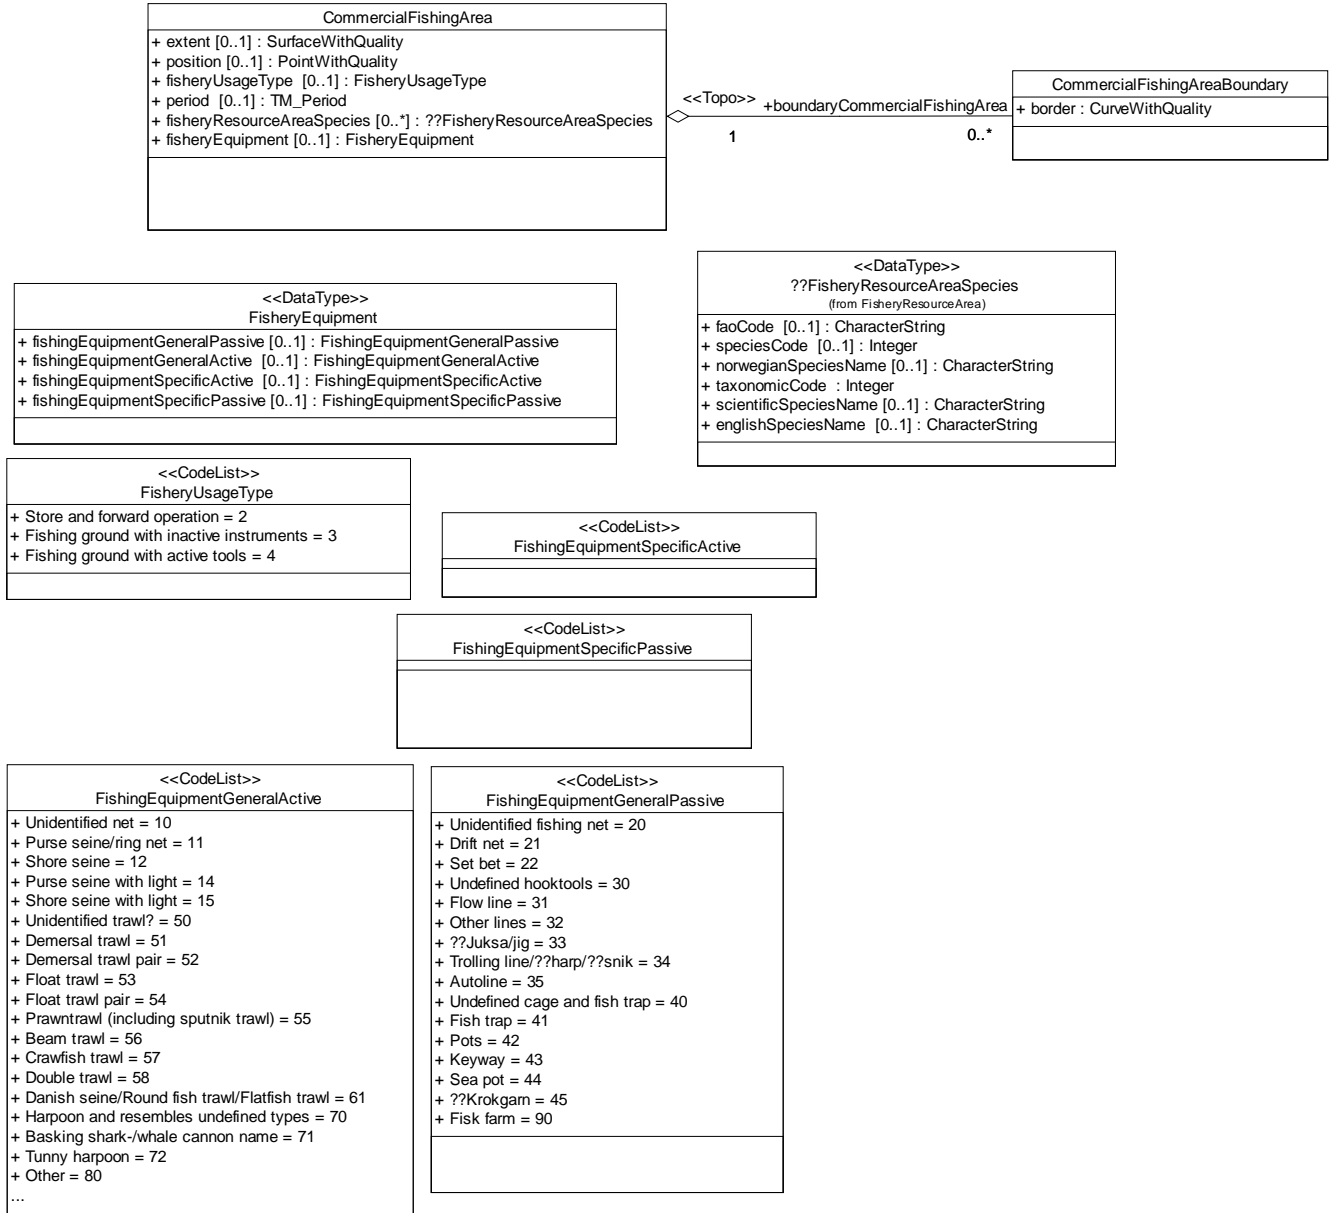 CommercialFishingArea
+ extent [0..1] : SurfaceWithQuality
+ position [0..1] : PointWithQuality
+ fisheryUsageType [0..1] : FisheryUsageType
+ period [0..1] : TM_Period
+ fisheryResourceAreaSpecies [0..*] : ??FisheryResourceAreaSpecies
+ fisheryEquipment [0..1] : FisheryEquipment
<<Topo>>
+boundaryCommercialFishingArea
1
0..*
CommercialFishingAreaBoundary
+ border : CurveWithQuality
<<DataType>>
FisheryEquipment
+ fishingEquipmentGeneralPassive [0..1] : FishingEquipmentGeneralPassive
+ fishingEquipmentGeneralActive [0..1] : FishingEquipmentGeneralActive
+ fishingEquipmentSpecificActive [0..1] : FishingEquipmentSpecificActive
+ fishingEquipmentSpecificPassive [0..1] : FishingEquipmentSpecificPassive
<<DataType>>
??FisheryResourceAreaSpecies
(from FisheryResourceArea)
+ faoCode [0..1] : CharacterString
+ speciesCode [0..1] : Integer
+ norwegianSpeciesName [0..1] : CharacterString
+ taxonomicCode : Integer
+ scientificSpeciesName [0..1] : CharacterString
+ englishSpeciesName [0..1] : CharacterString
<<CodeList>>
FisheryUsageType
+ Store and forward operation = 2
+ Fishing ground with inactive instruments = 3
+ Fishing ground with active tools = 4
<<CodeList>>
FishingEquipmentSpecificActive
<<CodeList>>
FishingEquipmentSpecificPassive
<<CodeList>>
FishingEquipmentGeneralActive
+ Unidentified net = 10
+ Purse seine/ring net = 11
+ Shore seine = 12
+ Purse seine with light = 14
+ Shore seine with light = 15
+ Unidentified trawl? = 50
+ Demersal trawl = 51
+ Demersal trawl pair = 52
+ Float trawl = 53
+ Float trawl pair = 54
+ Prawntrawl (including sputnik trawl) = 55
+ Beam trawl = 56
+ Crawfish trawl = 57
+ Double trawl = 58
+ Danish seine/Round fish trawl/Flatfish trawl = 61
+ Harpoon and resembles undefined types = 70
+ Basking shark-/whale cannon name = 71
+ Tunny harpoon = 72
+ Other = 80
...
<<CodeList>>
FishingEquipmentGeneralPassive
+ Unidentified fishing net = 20
+ Drift net = 21
+ Set bet = 22
+ Undefined hooktools = 30
+ Flow line = 31
+ Other lines = 32
+ ??Juksa/jig = 33
+ Trolling line/??harp/??snik = 34
+ Autoline = 35
+ Undefined cage and fish trap = 40
+ Fish trap = 41
+ Pots = 42
+ Keyway = 43
+ Sea pot = 44
+ ??Krokgarn = 45
+ Fisk farm = 90